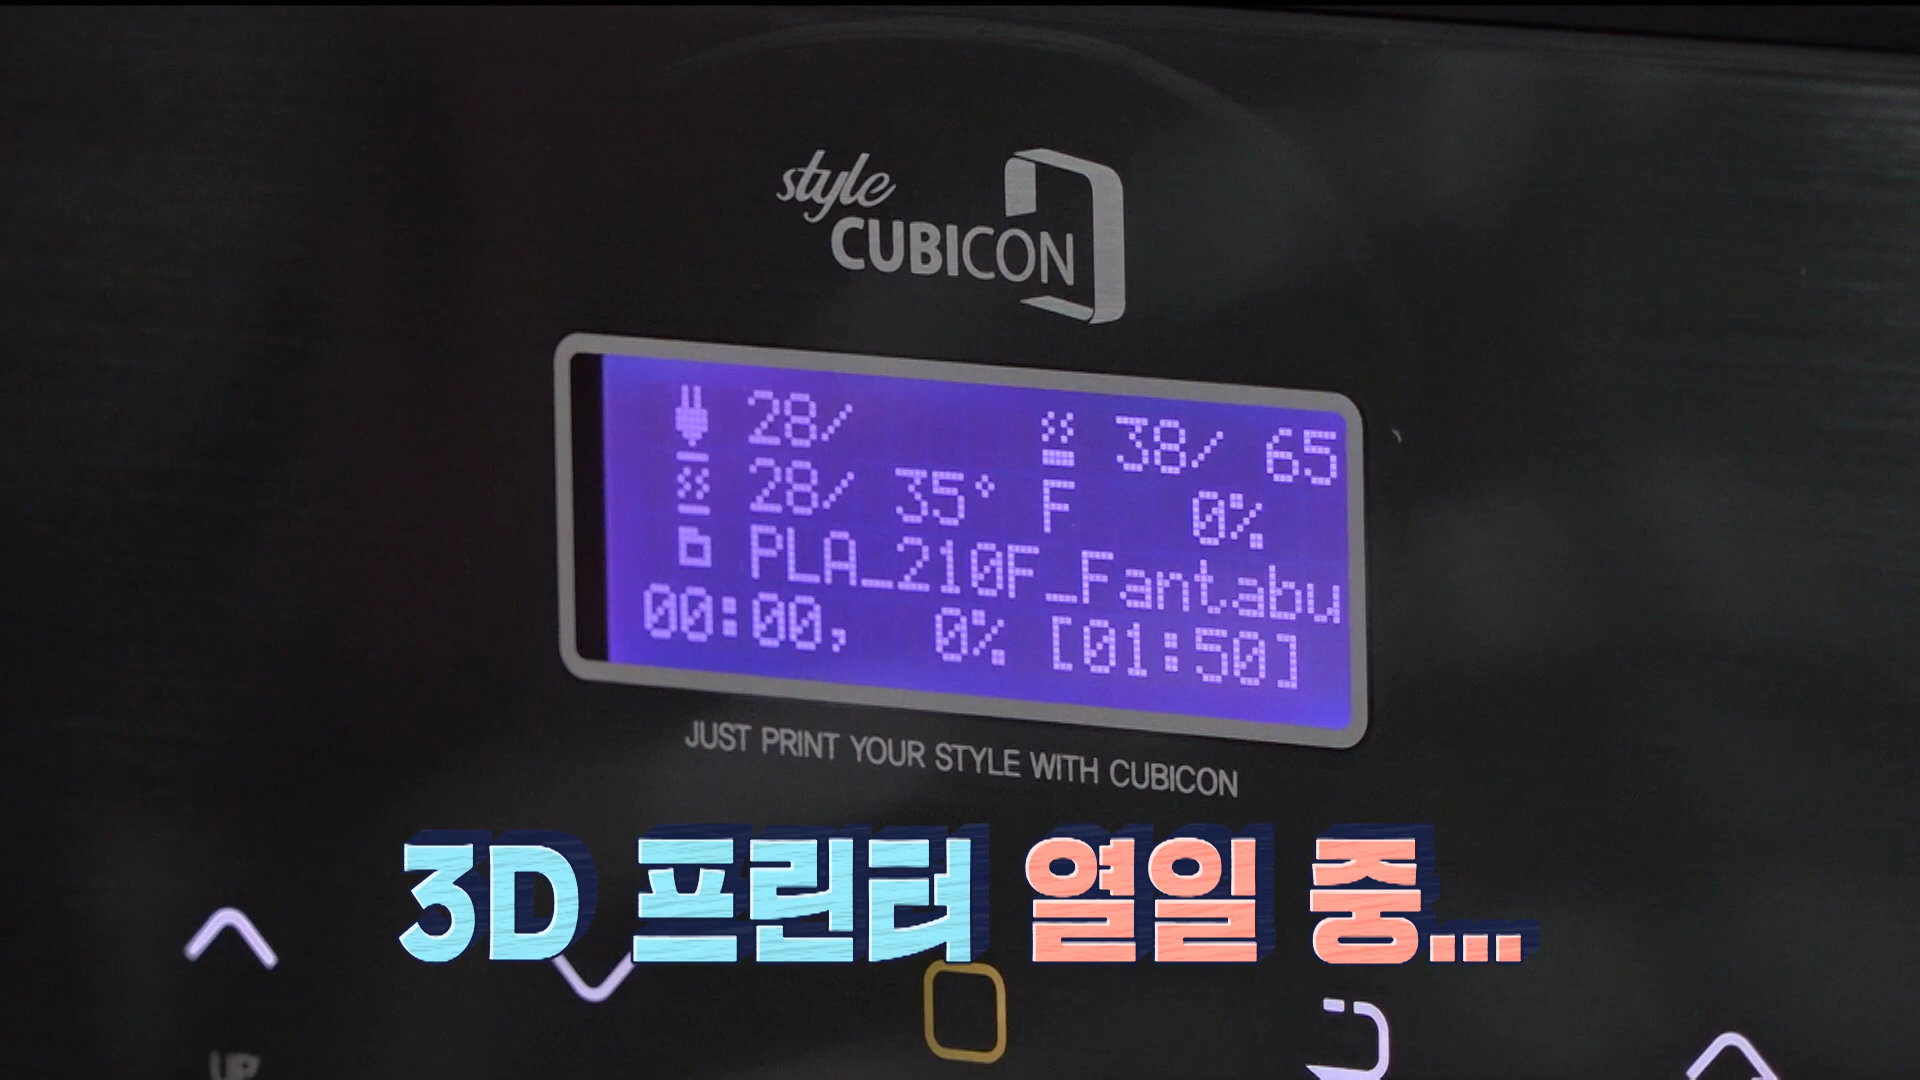 style
CUBICON
28/ 38/ 65
28/ 35° F 0%
PLA_210F_Fantabu
00:00, 0% [01:50]
JUST PRINT YOUR STYLE WITH CUBICON
3D 프린터 열일 중...
UP